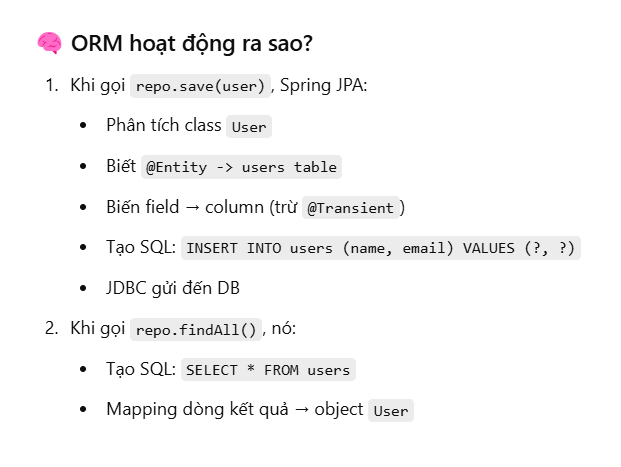 🧠 ORM hoạt động ra sao?
1. Khi gọi repo.save(user), Spring JPA:
• Phân tích class User
• Biết @Entity -> users table
• Biến field → column (trừ @Transient)
• Tạo SQL: INSERT INTO users (name, email) VALUES (?, ?)
• JDBC gửi đến DB
2. Khi gọi repo.findAll(), nó:
• Tạo SQL: SELECT * FROM users
• Mapping dòng kết quả → object User